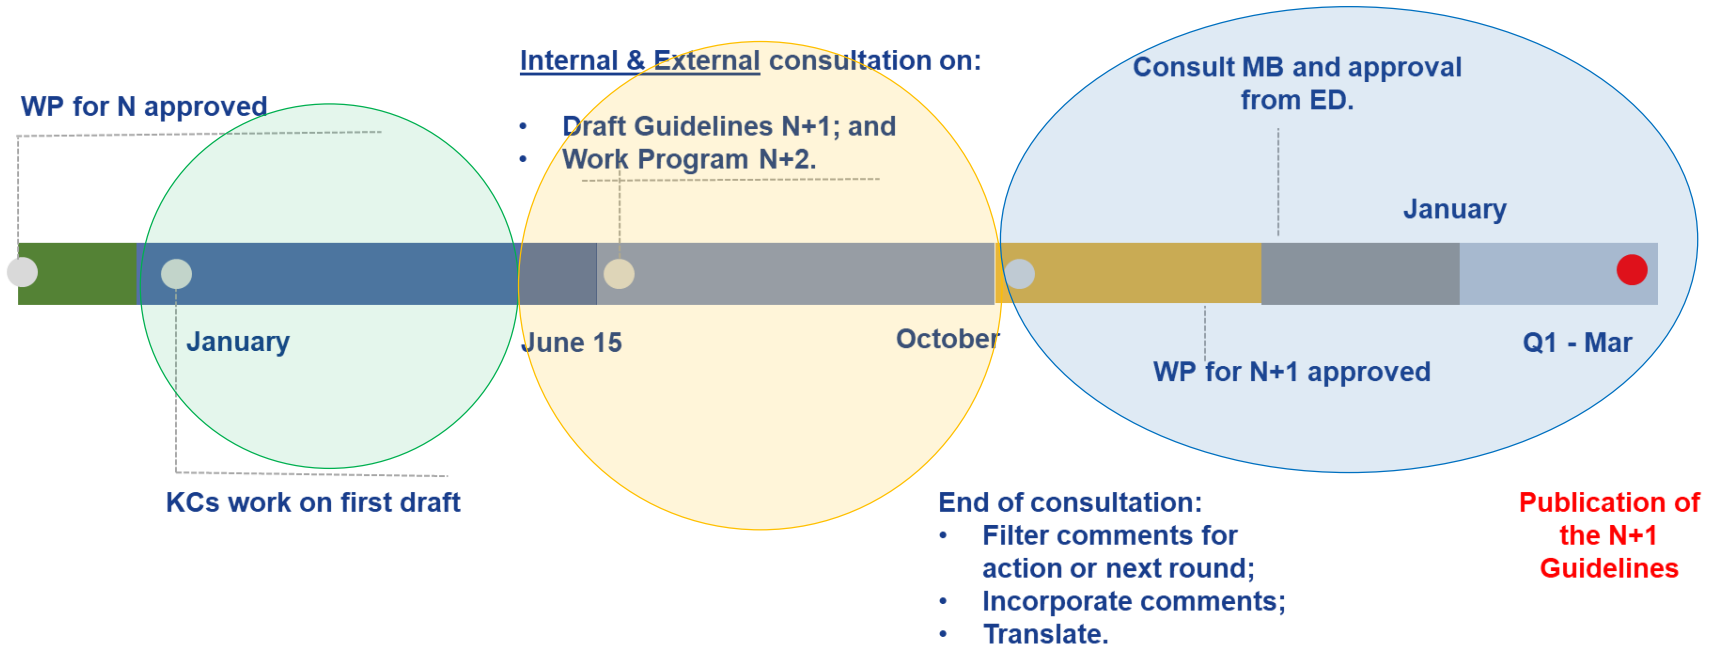 WP for N approved
Internal & External consultation on:
• Draft Guidelines N+1; and
• Work Program N+2.
Consult MB and approval
from ED.
January
January
June 15
October
Q1 - Mar
WP for N+1 approved
KCs work on first draft
End of consultation:
• Filter comments for
action or next round;
• Incorporate comments;
• Translate.
Publication of
the N+1
Guidelines